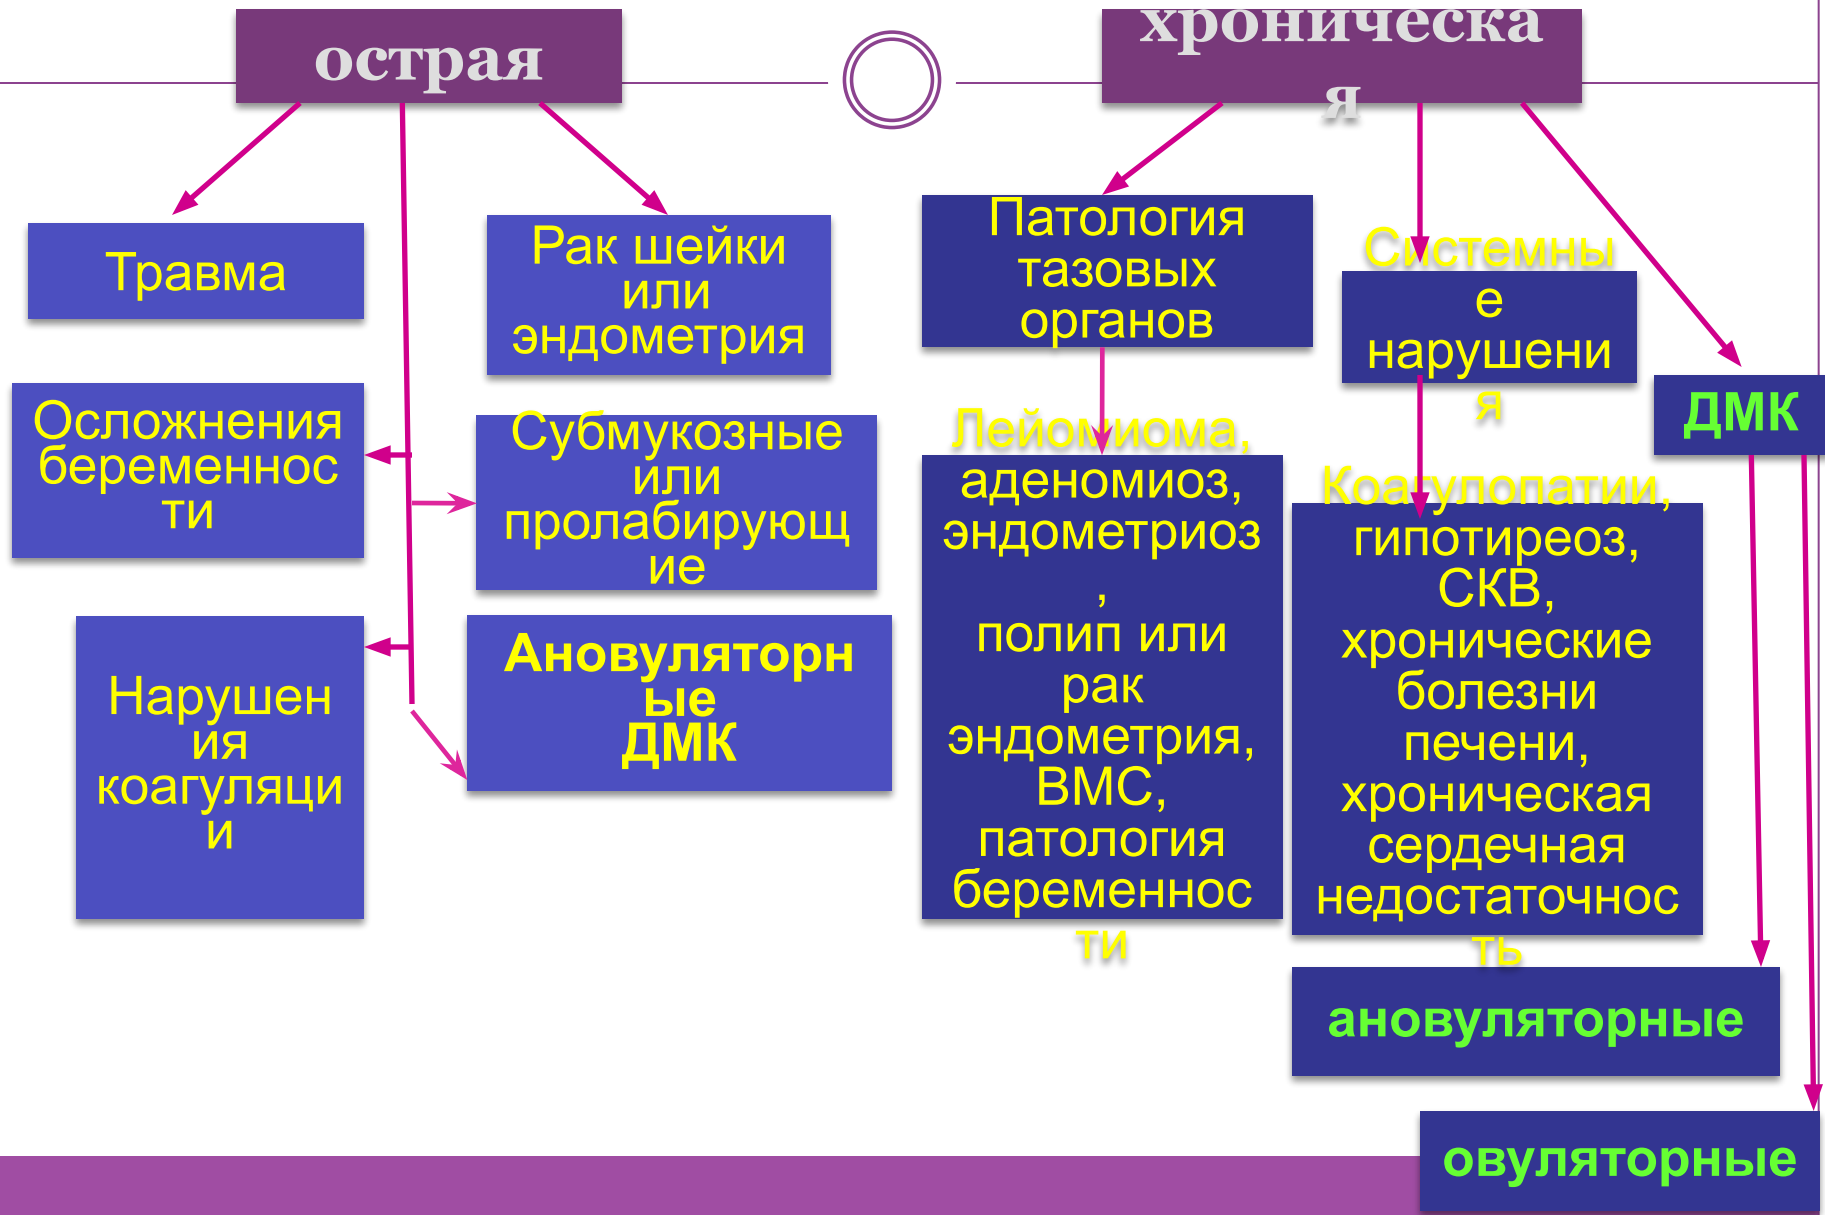 острая
Травма
Рак шейки
или
эндометрия
Осложнения
беременнос
ти
Субмукозные
или
пролабирующ
ие
Нарушен
ия
коагуляци
и
Ановуляторн
ые
ДМК
хроническа
я
Патология
тазовых
органов
Системны
е
нарушени
я
ДМК
Лейомиома,
аденомиоз,
эндометриоз
,
полип или
рак
эндометрия,
ВМС,
патология
беременнос
ти
Коагулопатии,
гипотиреоз,
СКВ,
хронические
болезни
печени,
хроническая
сердечная
недостаточнос
ть
ановуляторные
овуляторные